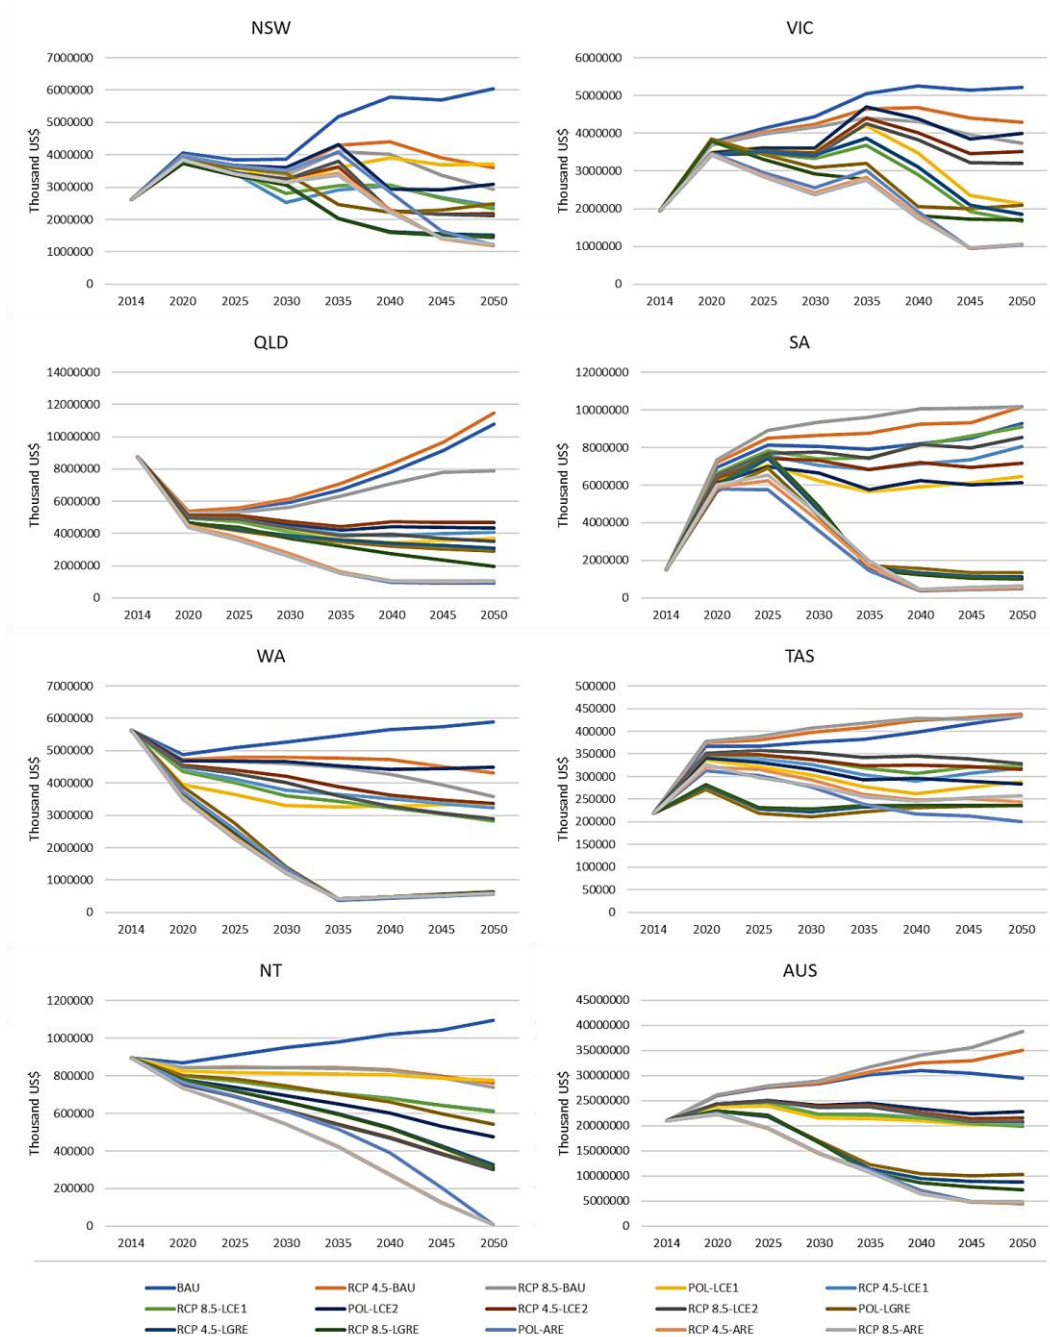 NSW
7000000
6000000
5000000
4000000
3000000
2000000
1000000
0
Thousand US$
2014 2020 2025 2030 2035 2040 2045 2050
VIC
6000000
5000000
4000000
3000000
2000000
1000000
0
Thousand US$
2014 2020 2025 2030 2035 2040 2045 2050
QLD
14000000
12000000
10000000
8000000
6000000
4000000
2000000
0
Thousand US$
2014 2020 2025 2030 2035 2040 2045 2050
SA
12000000
10000000
8000000
6000000
4000000
2000000
0
Thousand US$
2014 2020 2025 2030 2035 2040 2045 2050
WA
7000000
6000000
5000000
4000000
3000000
2000000
1000000
0
Thousand US$
2014 2020 2025 2030 2035 2040 2045 2050
TAS
500000
450000
400000
350000
300000
250000
200000
150000
100000
50000
0
Thousand US$
2014 2020 2025 2030 2035 2040 2045 2050
NT
1200000
1000000
800000
600000
400000
200000
0
Thousand US$
2014 2020 2025 2030 2035 2040 2045 2050
AUS
45000000
40000000
35000000
30000000
25000000
20000000
15000000
10000000
5000000
0
Thousand US$
2014 2020 2025 2030 2035 2040 2045 2050
BAU RCP 4.5-BAU RCP 8.5-BAU POL-LCE1 RCP 4.5-LCE1
RCP 8.5-LCE1 POL-LCE2 RCP 4.5-LCE2 RCP 8.5-LCE2 POL-LGRE
RCP 4.5-LGRE RCP 8.5-LGRE POL-ARE RCP 4.5-ARE RCP 8.5-ARE